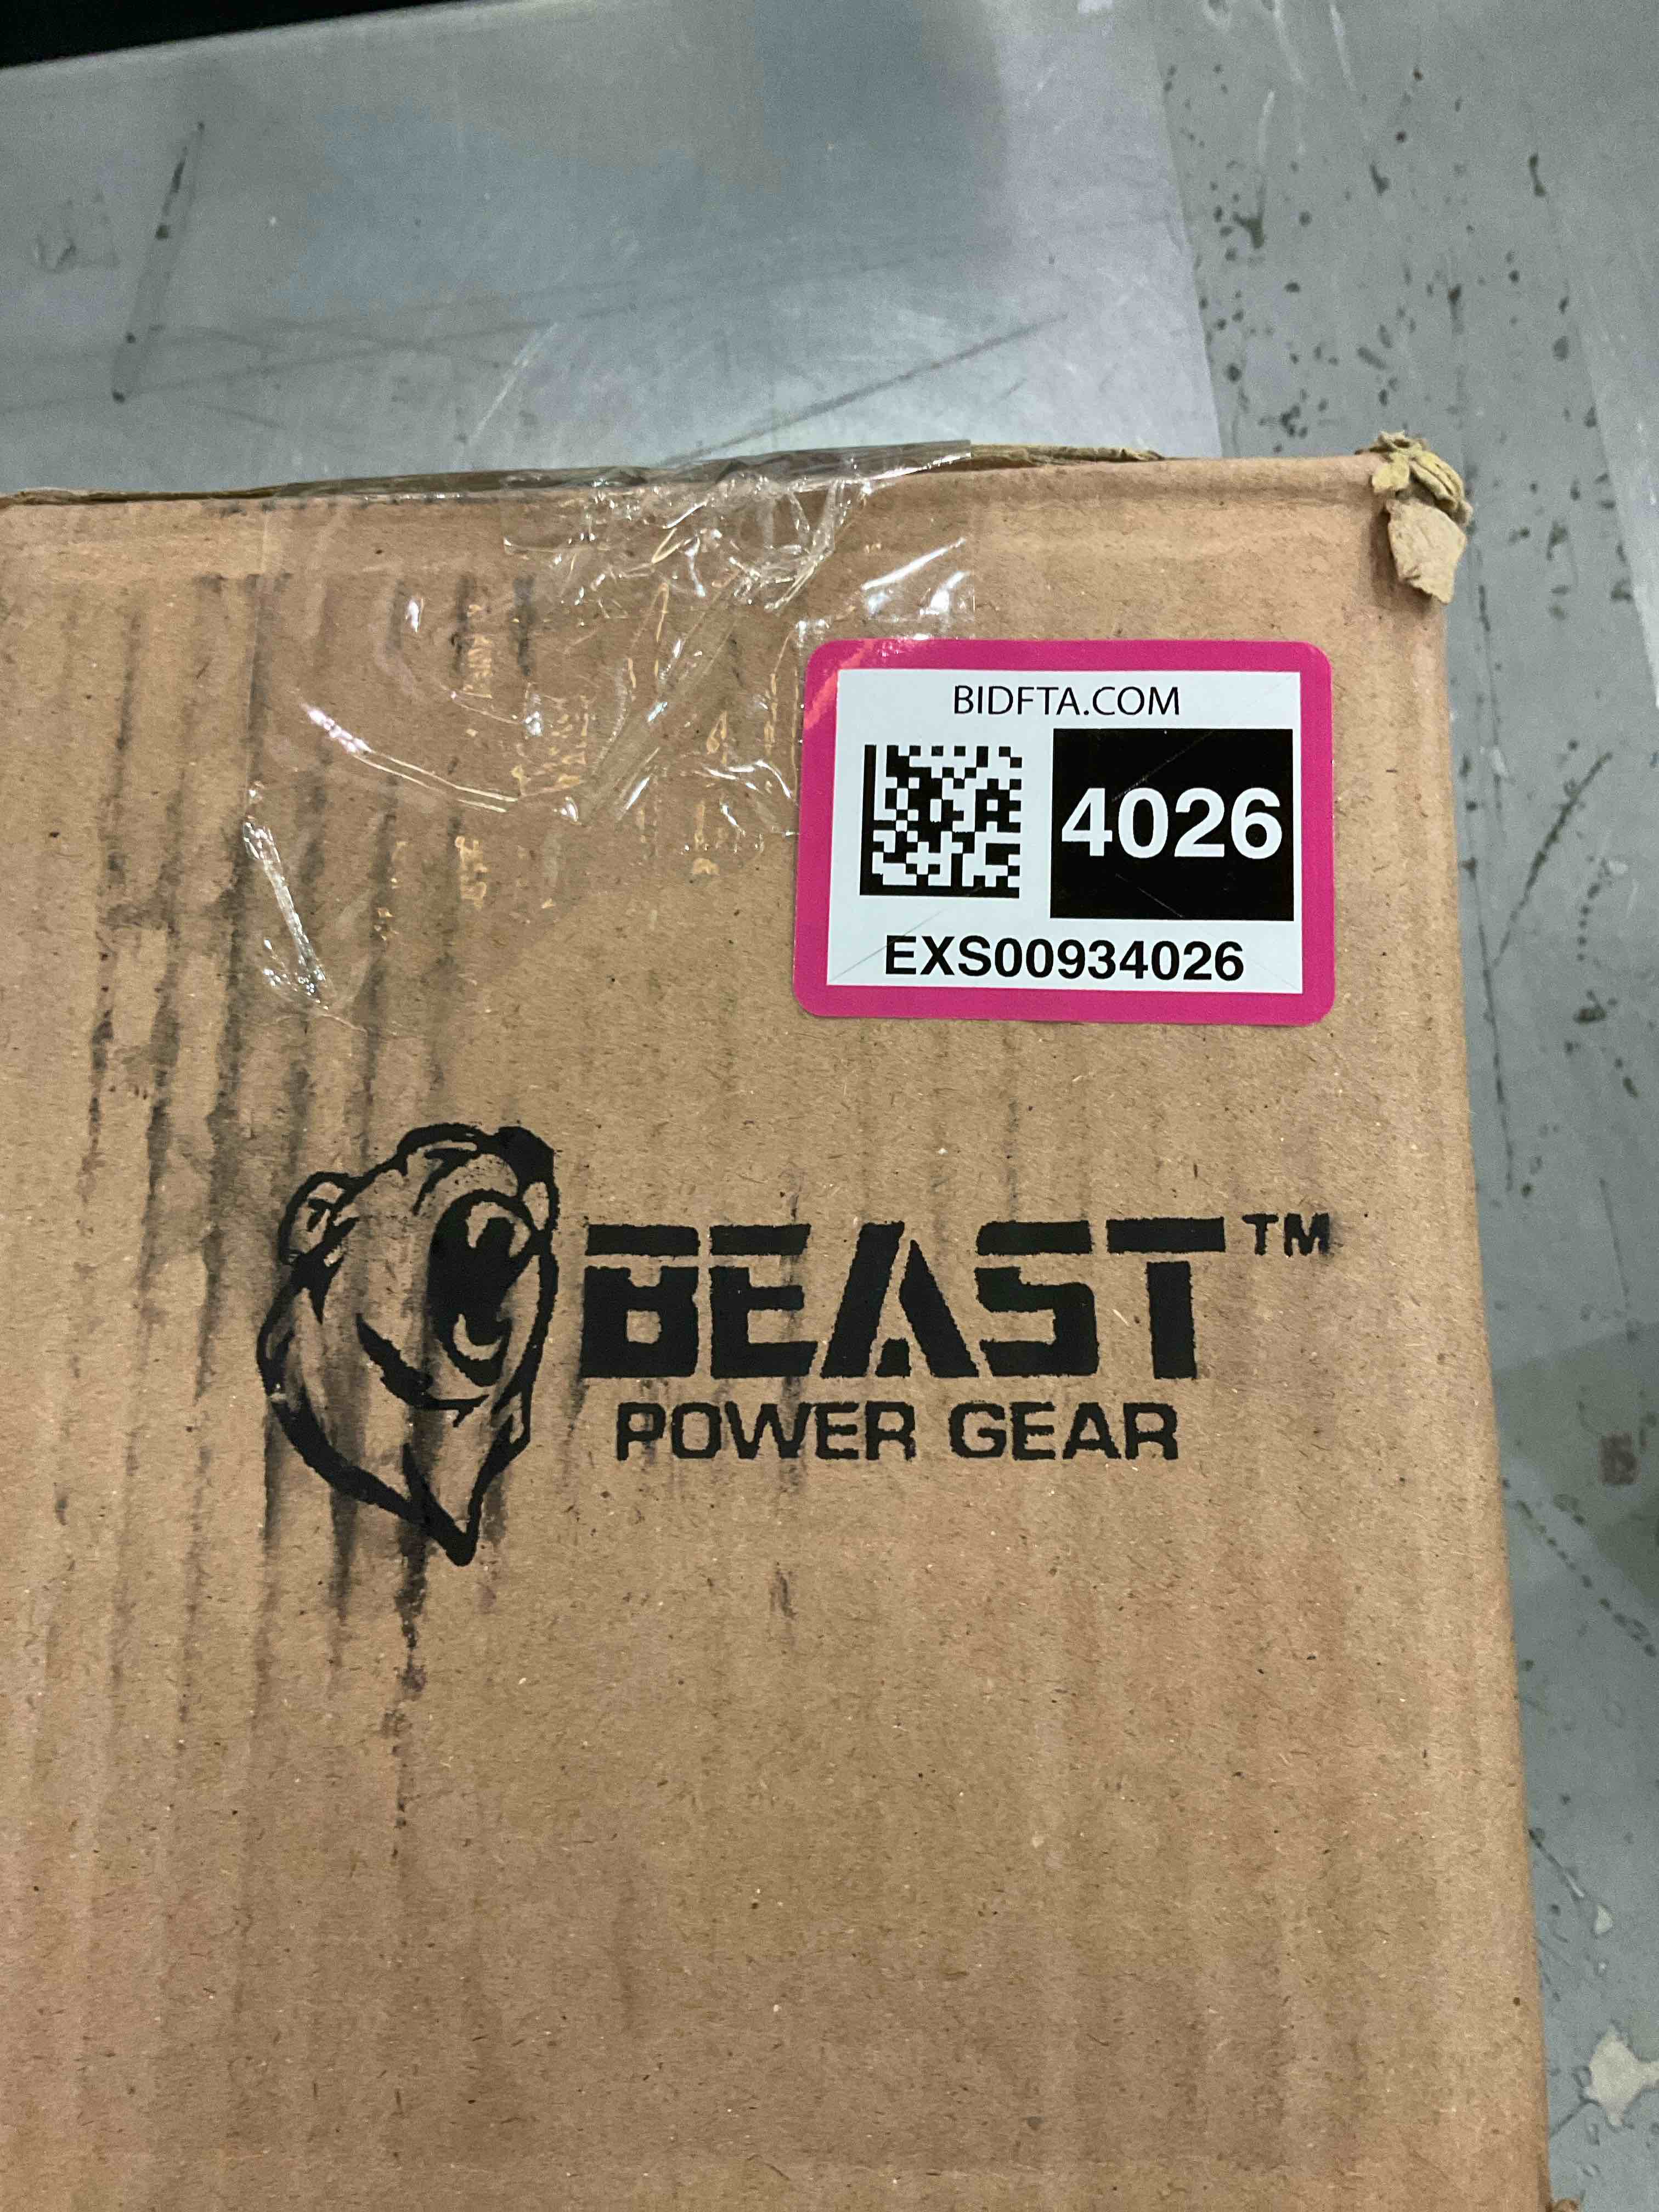 BIDFTA.COM
4026
EXS00934026
BEAST™
POWER GEAR